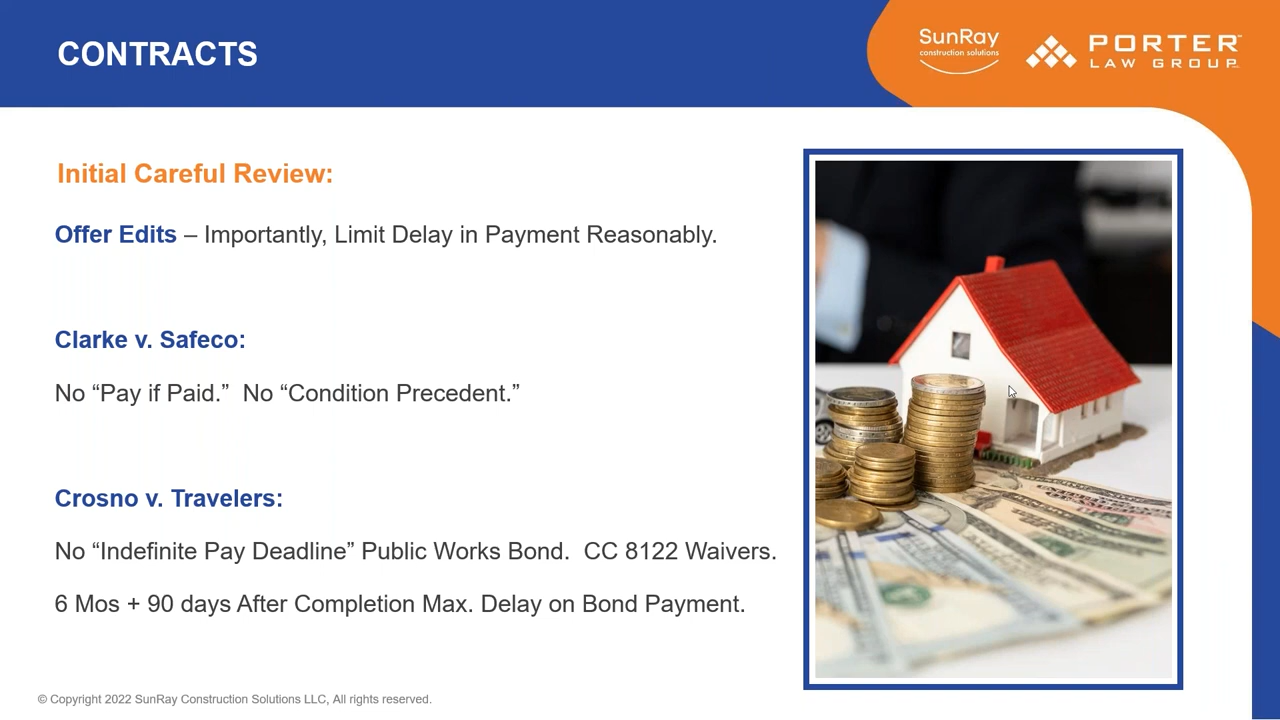 CONTRACTS
SunRay
construction solutions
PORTER
LAW GROUP
Initial Careful Review:
Offer Edits – Importantly, Limit Delay in Payment Reasonably.
Clarke v. Safeco:
No “Pay if Paid.”  No “Condition Precedent.”
Crosno v. Travelers:
No “Indefinite Pay Deadline” Public Works Bond.  CC 8122 Waivers.
6 Mos + 90 days After Completion Max. Delay on Bond Payment.
© Copyright 2022 SunRay Construction Solutions LLC, All rights reserved.